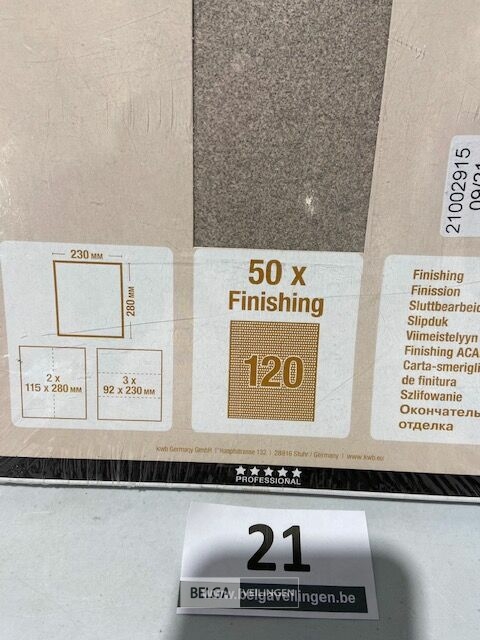 230 MM
280 MM
2 x
115 x 280 MM
3 x
92 x 230 MM
50 x
Finishing
120
21002915
09/21
Finishing
Finission
Sluttbearbeid
Slipduk
Viimeistelyyn
Finishing ACA
Carta-smerigli
de finitura
Szlifowanie
Окончатель
отделка
kwb Germany GmbH | Hauptstrasse 132 | 28816 Stuhr / Germany | www.kwb.eu
PROFESSIONAL
21
BELGA VEILINGEN
www.belgaveilingen.be